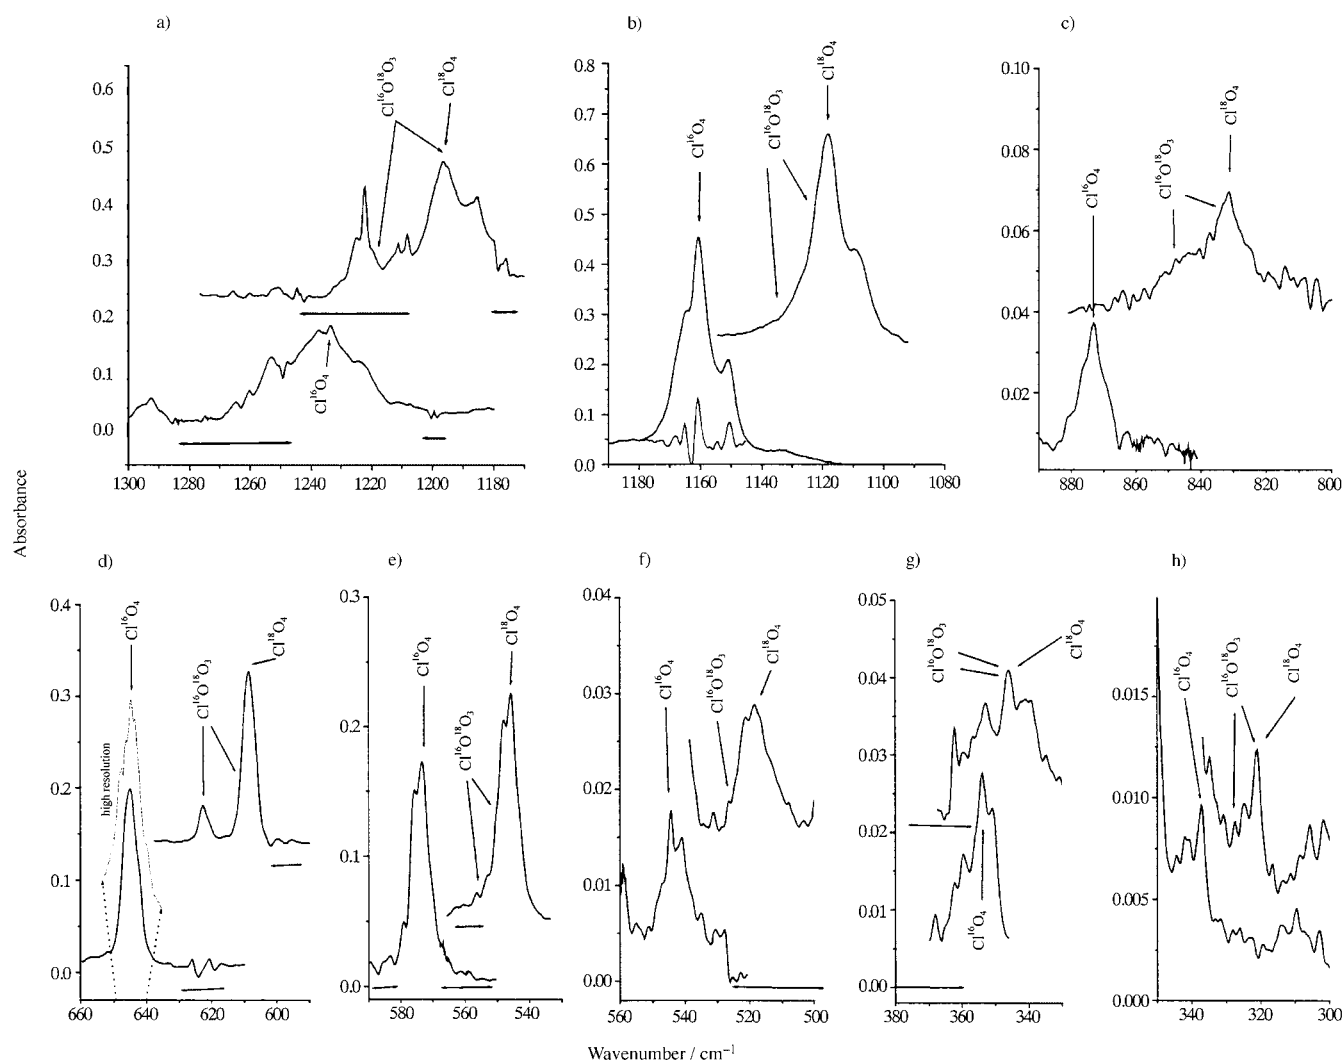 a)
b)
c)
Absorbance
0.6
0.5
0.4
0.3
0.2
0.1
0.0
1300 1280 1260 1240 1220 1200 1180
Cl¹⁶O¹⁸O₃
Cl¹⁸O₄
Cl¹⁶O₄
0.8
0.7
0.6
0.5
0.4
0.3
0.2
0.1
0.0
1180 1160 1140 1120 1100 1080
Cl¹⁶O₄
Cl¹⁶O¹⁸O₃
Cl¹⁸O₄
0.10
0.08
0.06
0.04
0.02
880 860 840 820 800
Cl¹⁶O₄
Cl¹⁶O¹⁸O₃
Cl¹⁸O₄
d)
e)
f)
g)
h)
0.4
0.3
0.2
0.1
0.0
660 640 620 600
high resolution
Cl¹⁶O₄
Cl¹⁶O¹⁸O₃
Cl¹⁸O₄
0.3
0.2
0.1
0.0
580 560 540
Cl¹⁶O₄
Cl¹⁶O¹⁸O₃
Cl¹⁸O₄
0.04
0.03
0.02
0.01
0.00
560 540 520 500
Cl¹⁶O₄
Cl¹⁶O¹⁸O₃
Cl¹⁸O₄
0.05
0.04
0.03
0.02
0.01
0.00
380 360 340
Cl¹⁶O¹⁸O₃
Cl¹⁸O₄
Cl¹⁶O₄
0.015
0.010
0.005
0.000
340 320 300
Cl¹⁶O₄
Cl¹⁶O¹⁸O₃
Cl¹⁸O₄
Wavenumber / cm⁻¹